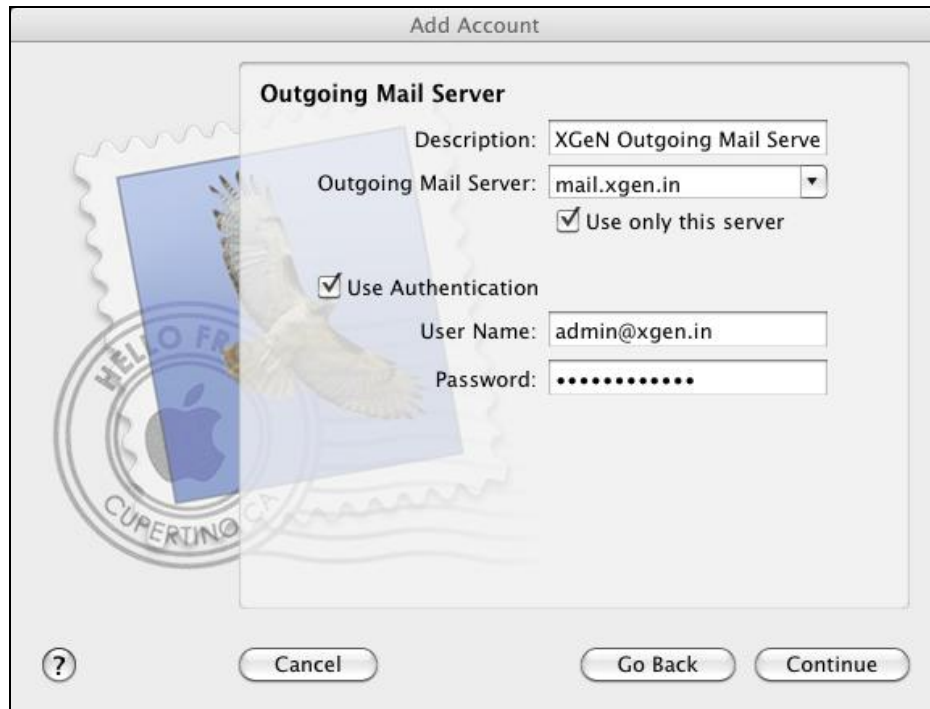 Add Account
Outgoing Mail Server
Description: XGeN Outgoing Mail Serve
Outgoing Mail Server: mail.xgen.in
Use only this server
Use Authentication
User Name: admin@xgen.in
Password: ••••••••••••
HELLO FR
CUPERTINO CA
? Cancel Go Back Continue